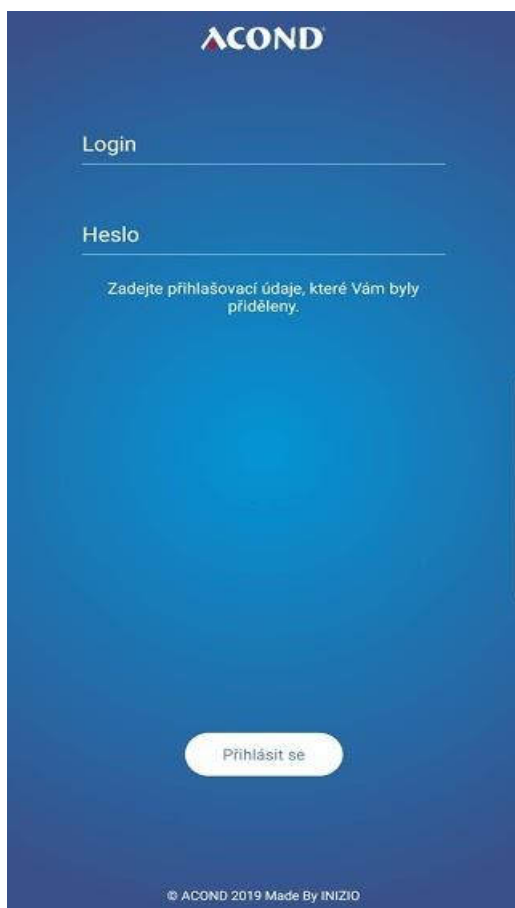 ACOND
Login
Heslo
Zadejte přihlašovací údaje, které Vám byly
přiděleny.
Přihlásit se
© ACOND 2019 Made By INIZIO